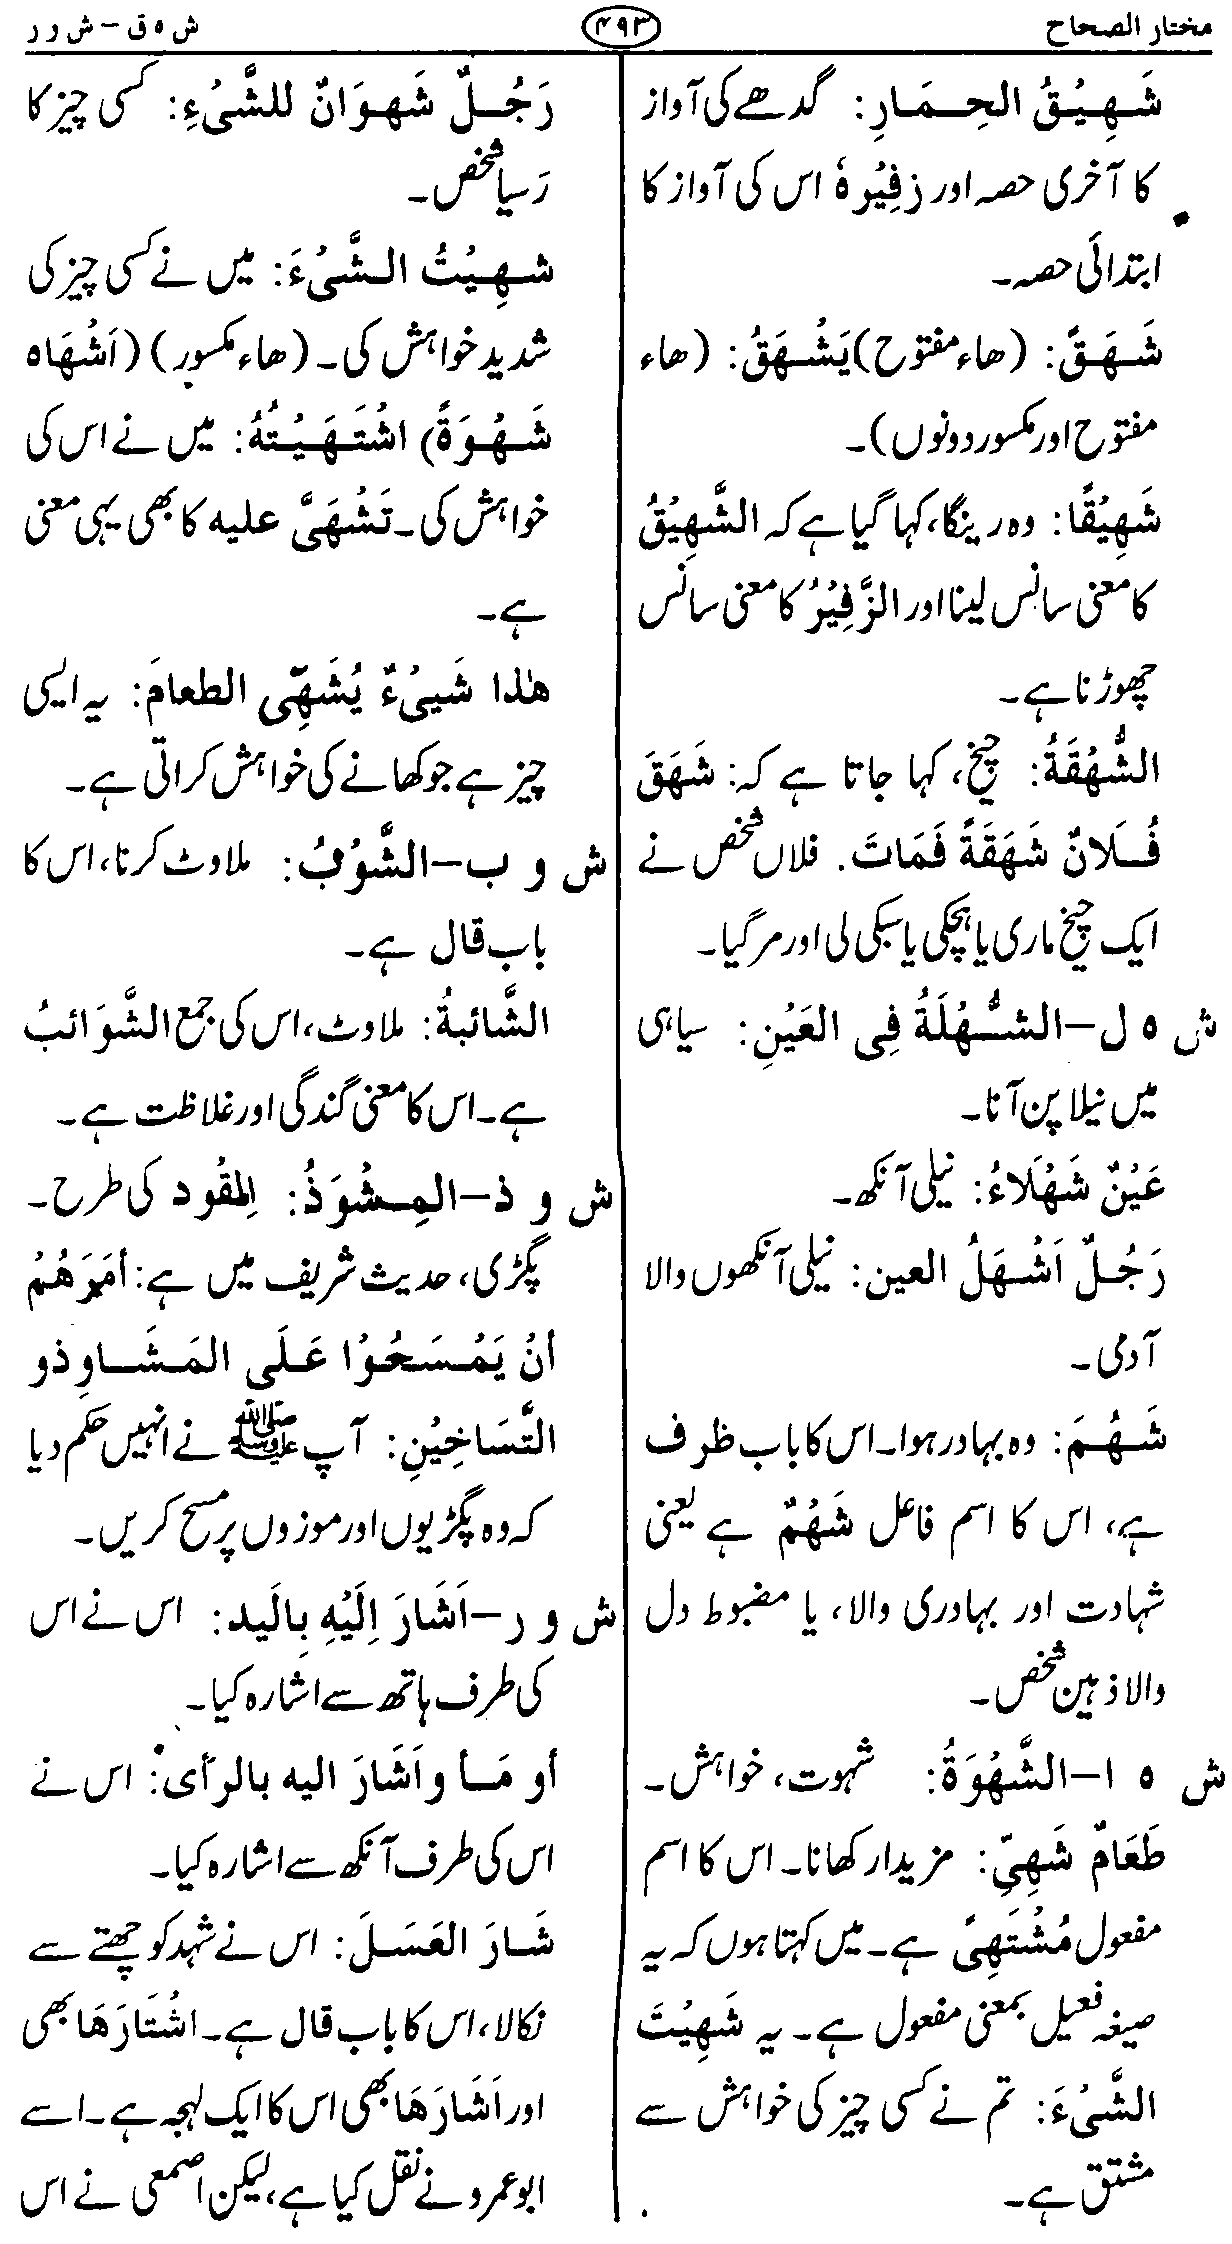 مختار الصحاح
۴۹۳
ش ہ ق – ش و ر
شَهِيْقُ الحِمَارِ: گدھے کی آواز
کا آخری حصہ اور زفِيْرهٗ اس کی آواز کا
ابتدائی حصہ۔
شَهَقَ: (ھاء مفتوح) يَشْهَقُ: (ھاء
مفتوح اور مکسور دونوں)۔
شَهِيْقًا: وہ رینگا، کہا گیا ہے کہ الشَّهِيْقُ
کا معنی سانس لینا اور الزَّفِيْرُ کا معنی سانس
چھوڑنا ہے۔
الشُّهْقَةُ: چیخ، کہا جاتا ہے کہ: شَهَقَ
فُلَانٌ شَهَقَةً فَمَاتَ. فلاں شخص نے
ایک چیخ ماری یا ہچکی یا سبکی لی اور مر گیا۔
ش ہ ل – الشُّهْلَةُ فِى العَيْنِ: سیاہی
میں نیلا پن آنا۔
عَيْنٌ شَهْلَاءُ: نیلی آنکھ۔
رَجُلٌ اَشْهَلُ العين: نیلی آنکھوں والا
آدمی۔
شَهُمَ: وہ بہادر ہوا۔ اس کا باب ظرف
ہے، اس کا اسم فاعل شَهْمٌ ہے یعنی
شہادت اور بہادری والا، یا مضبوط دل
والا ذہین شخص۔
ش ہ ا – الشَّهْوَةُ: شہوت، خواہش۔
طَعَامٌ شَهِيّ: مزیدار کھانا۔ اس کا اسم
مفعول مُشْتَهِىً ہے۔ میں کہتا ہوں کہ یہ
صیغہ فعیل بمعنی مفعول ہے۔ یہ شَهِيْتَ
الشَّىْءَ: تم نے کسی چیز کی خواہش سے
مشتق ہے۔
رَجُلٌ شَهوَانٌ للشَّىْءِ: کسی چیز کا
رَسیا شخص۔
شهِيْتُ الشَّىْءَ: میں نے کسی چیز کی
شدید خواہش کی۔ (ھاء مکسور) (اَشْهَاه
شَهْوَةً) اشْتَهَيْتُهُ: میں نے اس کی
خواہش کی۔ تَشْهَىَّ علیه کا بھی یہی معنی
ہے۔
هٰذا شَيىْءٌ يُشَهِّى الطعامَ: یہ ایسی
چیز ہے جو کھانے کی خواہش کراتی ہے۔
ش و ب – الشَّوْبُ: ملاوٹ کرنا، اس کا
باب قال ہے۔
الشَّائبةُ: ملاوٹ، اس کی جمع الشَّوَائبُ
ہے۔ اس کا معنی گندگی اور غلاظت ہے۔
ش و ذ – المِشْوَذُ: المِقْوَد کی طرح۔
پگڑی، حدیث شریف میں ہے: أمَرَهُمْ
أنْ يَمْسَحُوْا عَلَى المَشَاوِذو
التَّسَاخِيْنِ: آپ ﷺ نے انہیں حکم دیا
کہ وہ پگڑیوں اور موزوں پر مسح کریں۔
ش و ر – اَشَارَ اِلَيْهِ بِالَيد: اس نے اس
کی طرف ہاتھ سے اشارہ کیا۔
أو مَأ واَشَارَ اليه بالرأى: اس نے
اس کی طرف آنکھ سے اشارہ کیا۔
شَارَ العَسَلَ: اس نے شہد کو چھتے سے
نکالا، اس کا باب قال ہے۔ اشْتَارَهَا بھی
اور اَشَارَهَا بھی اس کا ایک لہجہ ہے۔ اسے
ابو عمرو نے نقل کیا ہے، لیکن اصمعی نے اس